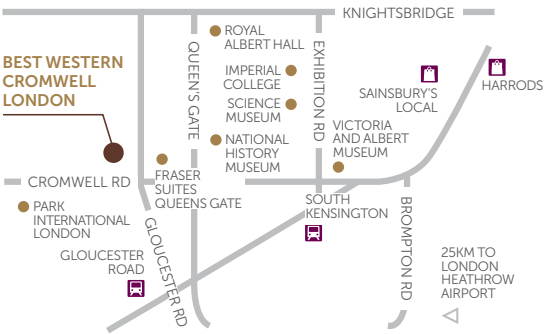 KNIGHTSBRIDGE
ROYAL
ALBERT HALL
BEST WESTERN
CROMWELL
LONDON
QUEEN'S GATE
EXHIBITION RD
IMPERIAL
COLLEGE
SCIENCE
MUSEUM
SAINSBURY'S
LOCAL
HARRODS
NATIONAL
HISTORY
MUSEUM
VICTORIA
AND ALBERT
MUSEUM
CROMWELL RD
FRASER
SUITES
QUEENS GATE
PARK
INTERNATIONAL
LONDON
SOUTH
KENSINGTON
GLOUCESTER
ROAD
GLOUCESTER RD
BROMPTON RD
25KM TO
LONDON
HEATHROW
AIRPORT